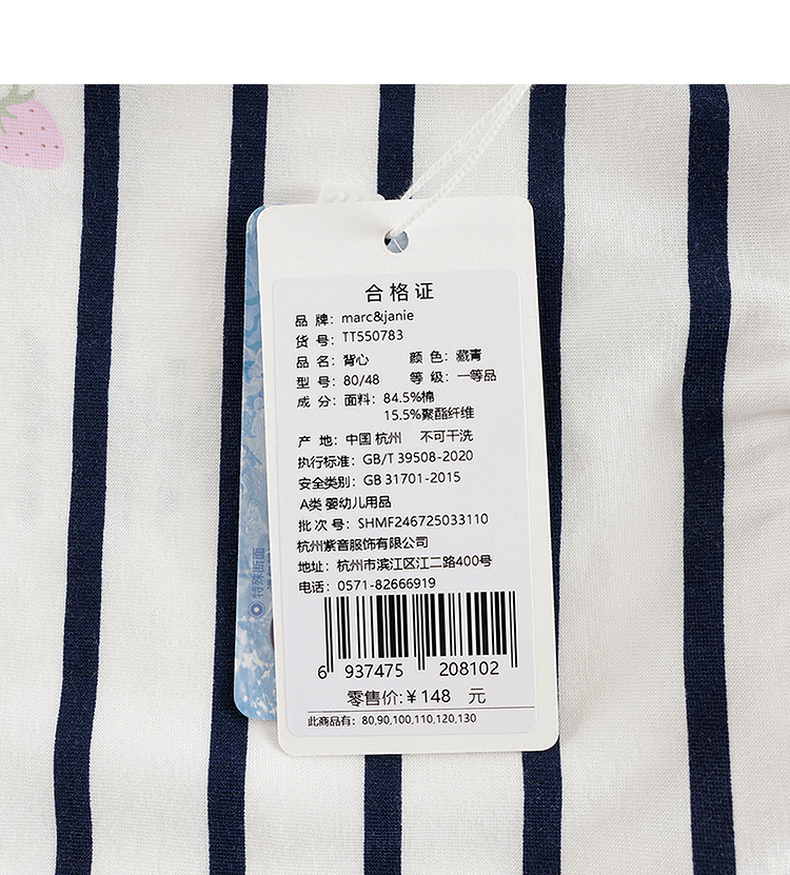 合格证
品 牌：marc&janie
货 号：TT550783
品 名：背心 颜 色：藏青
型 号：80/48 等 级：一等品
成 分：面料：84.5%棉
15.5%聚酯纤维
产 地：中国 杭州 不可干洗
执行标准：GB/T 39508-2020
安全类别：GB 31701-2015
A类 婴幼儿用品
批 次 号：SHMF246725033110
杭州紫音服饰有限公司
地址：杭州市滨江区江二路400号
电话：0571-82666919
6 937475 208102
零售价:￥148 元
此商品有：80,90,100,110,120,130
特殊断面